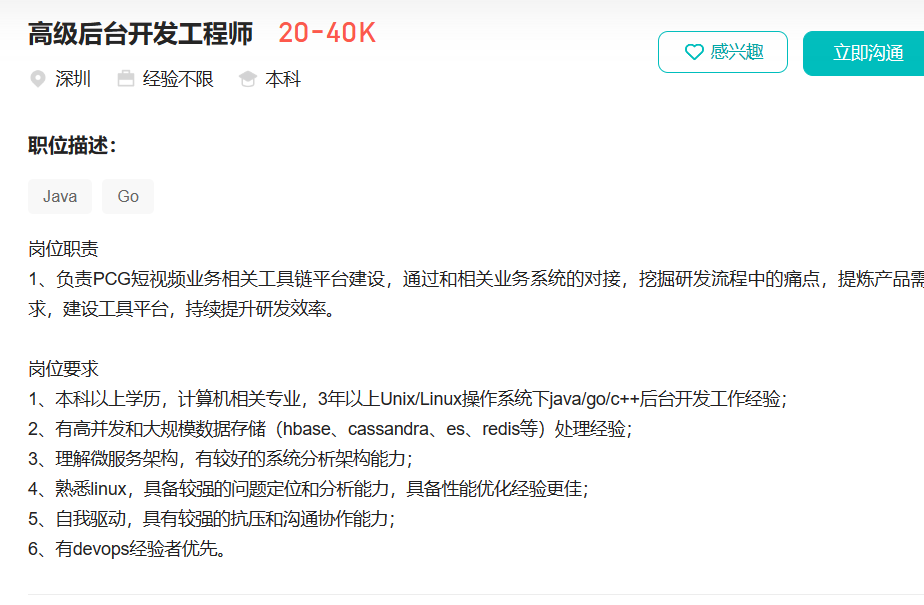 高级后台开发工程师 20-40K
感兴趣
立即沟通
深圳 经验不限 本科
职位描述：
Java Go
岗位职责
1、负责PCG短视频业务相关工具链平台建设，通过和相关业务系统的对接，挖掘研发流程中的痛点，提炼产品需
求，建设工具平台，持续提升研发效率。
岗位要求
1、本科以上学历，计算机相关专业，3年以上Unix/Linux操作系统下java/go/c++后台开发工作经验；
2、有高并发和大规模数据存储（hbase、cassandra、es、redis等）处理经验；
3、理解微服务架构，有较好的系统分析架构能力；
4、熟悉linux，具备较强的问题定位和分析能力，具备性能优化经验更佳；
5、自我驱动，具有较强的抗压和沟通协作能力；
6、有devops经验者优先。